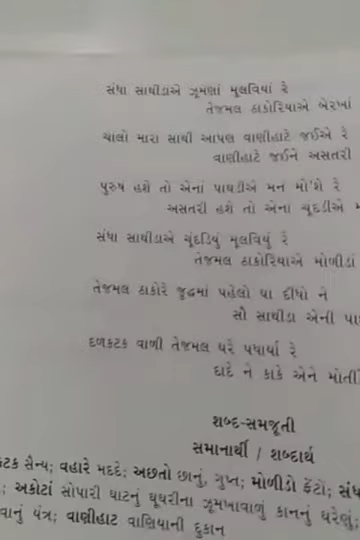 સંધા સાથીડાએ ઝૂમણાં મુલવિયાં રે
તેજમલ ઠાકોરિયાએ બેરખાં
ચાલો મારા સાથી આપણ વાણીહાટે જઈએ રે
વાણીહાટે જઈને અસતરી
પુરુષ હશે તો એનાં પાઘડીએ મન મો'શે રે
અસતરી હશે તો એનાં ચૂંદડીએ મ
સંધા સાથીડાએ ચૂંદડિયું મૂલવિયું રે
તેજમલ ઠાકોરિયાએ મોળીડાં
તેજમલ ઠાકોરે જુદ્ધમાં પહેલો ઘા દીધો ને
સૌ સાથીડા એની પા
દળકટક વાળી તેજમલ ઘરે પધાર્યા રે
દાદે ને કાકે એને મોતી
શબ્દ-સમજૂતી
સમાનાર્થી / શબ્દાર્થ
કટક સૈન્ય; વહારે મદદે; અછતો છાનું, ગુપ્ત; મોળીડો ફેંટો; સંધ
; અકોટાં સોપારી ઘાટનું ઘૂઘરીના ઝૂમખાવાળું કાનનું ઘરેણું;
વાનું યંત્ર; વાણીહાટ વાણિયાની દુકાન